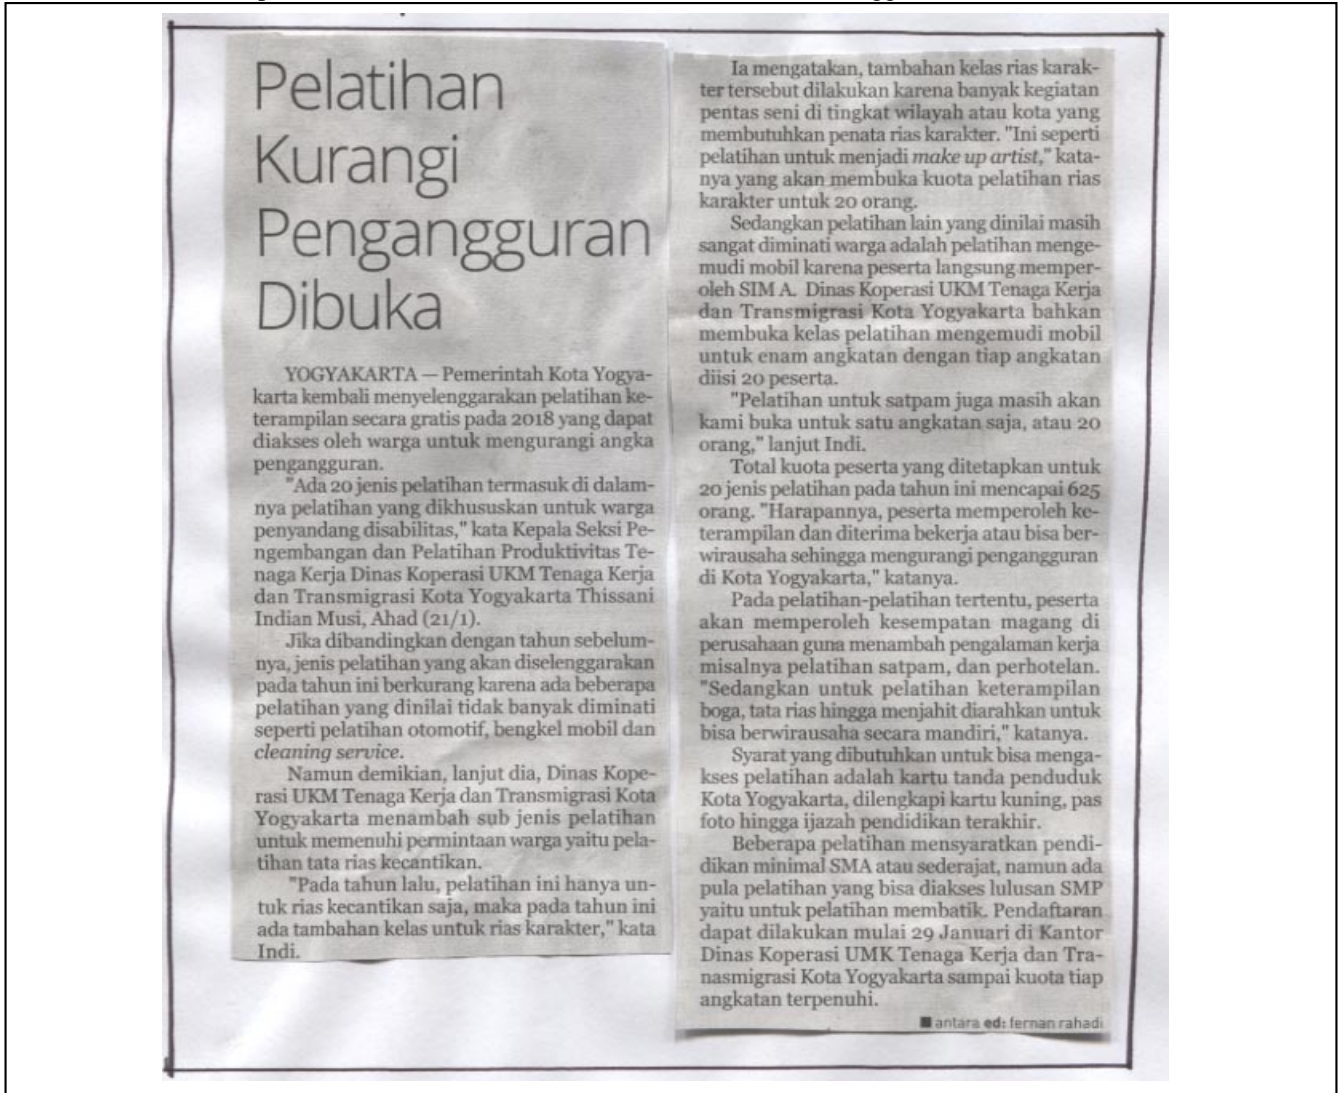 Pelatihan
Kurangi
Pengangguran
Dibuka
YOGYAKARTA — Pemerintah Kota Yogya-
karta kembali menyelenggarakan pelatihan ke-
terampilan secara gratis pada 2018 yang dapat
diakses oleh warga untuk mengurangi angka
pengangguran.
"Ada 20 jenis pelatihan termasuk di dalam-
nya pelatihan yang dikhususkan untuk warga
penyandang disabilitas," kata Kepala Seksi Pe-
ngembangan dan Pelatihan Produktivitas Te-
naga Kerja Dinas Koperasi UKM Tenaga Kerja
dan Transmigrasi Kota Yogyakarta Thissani
Indian Musi, Ahad (21/1).
Jika dibandingkan dengan tahun sebelum-
nya, jenis pelatihan yang akan diselenggarakan
pada tahun ini berkurang karena ada beberapa
pelatihan yang dinilai tidak banyak diminati
seperti pelatihan otomotif, bengkel mobil dan
cleaning service.
Namun demikian, lanjut dia, Dinas Kope-
rasi UKM Tenaga Kerja dan Transmigrasi Kota
Yogyakarta menambah sub jenis pelatihan
untuk memenuhi permintaan warga yaitu pela-
tihan tata rias kecantikan.
"Pada tahun lalu, pelatihan ini hanya un-
tuk rias kecantikan saja, maka pada tahun ini
ada tambahan kelas untuk rias karakter," kata
Indi.
Ia mengatakan, tambahan kelas rias karak-
ter tersebut dilakukan karena banyak kegiatan
pentas seni di tingkat wilayah atau kota yang
membutuhkan penata rias karakter. "Ini seperti
pelatihan untuk menjadi make up artist," kata-
nya yang akan membuka kuota pelatihan rias
karakter untuk 20 orang.
Sedangkan pelatihan lain yang dinilai masih
sangat diminati warga adalah pelatihan menge-
mudi mobil karena peserta langsung memper-
oleh SIM A. Dinas Koperasi UKM Tenaga Kerja
dan Transmigrasi Kota Yogyakarta bahkan
membuka kelas pelatihan mengemudi mobil
untuk enam angkatan dengan tiap angkatan
diisi 20 peserta.
"Pelatihan untuk satpam juga masih akan
kami buka untuk satu angkatan saja, atau 20
orang," lanjut Indi.
Total kuota peserta yang ditetapkan untuk
20 jenis pelatihan pada tahun ini mencapai 625
orang. "Harapannya, peserta memperoleh ke-
terampilan dan diterima bekerja atau bisa ber-
wirausaha sehingga mengurangi pengangguran
di Kota Yogyakarta," katanya.
Pada pelatihan-pelatihan tertentu, peserta
akan memperoleh kesempatan magang di
perusahaan guna menambah pengalaman kerja
misalnya pelatihan satpam, dan perhotelan.
"Sedangkan untuk pelatihan keterampilan
boga, tata rias hingga menjahit diarahkan untuk
bisa berwirausaha secara mandiri," katanya.
Syarat yang dibutuhkan untuk bisa menga-
kses pelatihan adalah kartu tanda penduduk
Kota Yogyakarta, dilengkapi kartu kuning, pas
foto hingga ijazah pendidikan terakhir.
Beberapa pelatihan mensyaratkan pendi-
dikan minimal SMA atau sederajat, namun ada
pula pelatihan yang bisa diakses lulusan SMP
yaitu untuk pelatihan membatik. Pendaftaran
dapat dilakukan mulai 29 Januari di Kantor
Dinas Koperasi UMK Tenaga Kerja dan Tra-
nasmigrasi Kota Yogyakarta sampai kuota tiap
angkatan terpenuhi.
■ antara ed: fernan rahadi